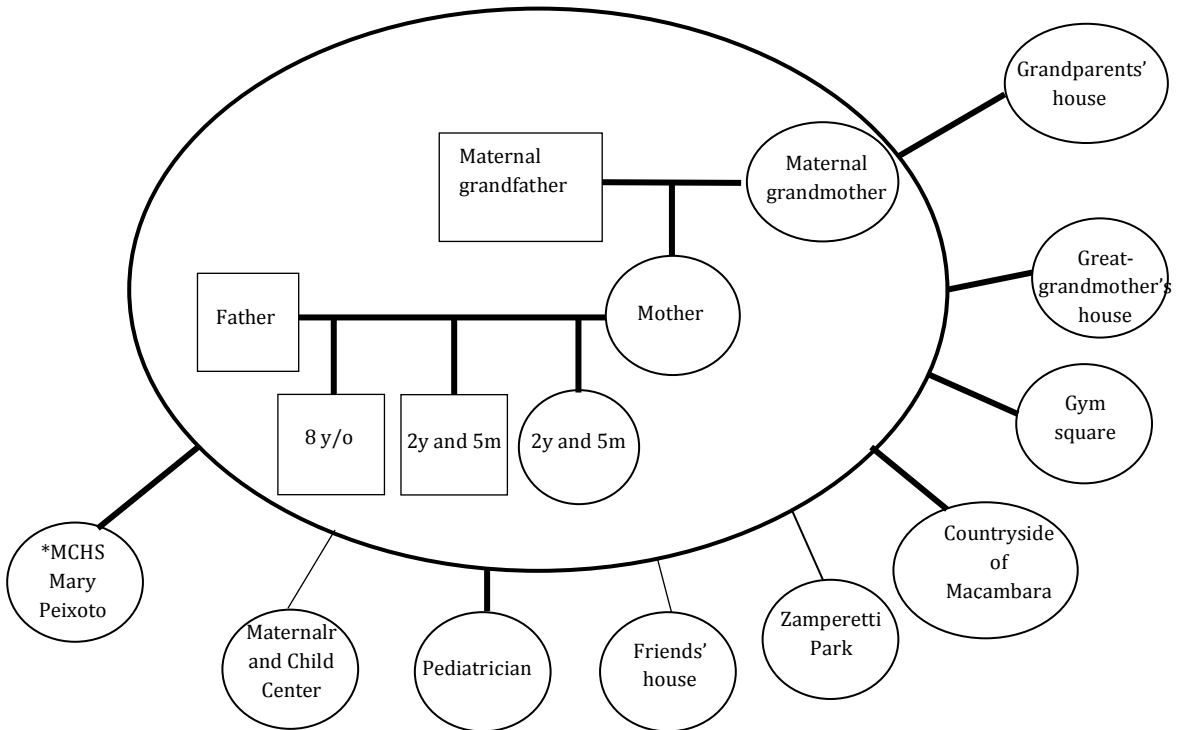 Grandparents’
house
Maternal
grandfather
Maternal
grandmother
Great-
grandmother’s
house
Father
Mother
Gym
square
8 y/o
2y and 5m
2y and 5m
Countryside
of
Macambara
*MCHS
Mary
Peixoto
Maternalr
and Child
Center
Pediatrician
Friends’
house
Zamperetti
Park